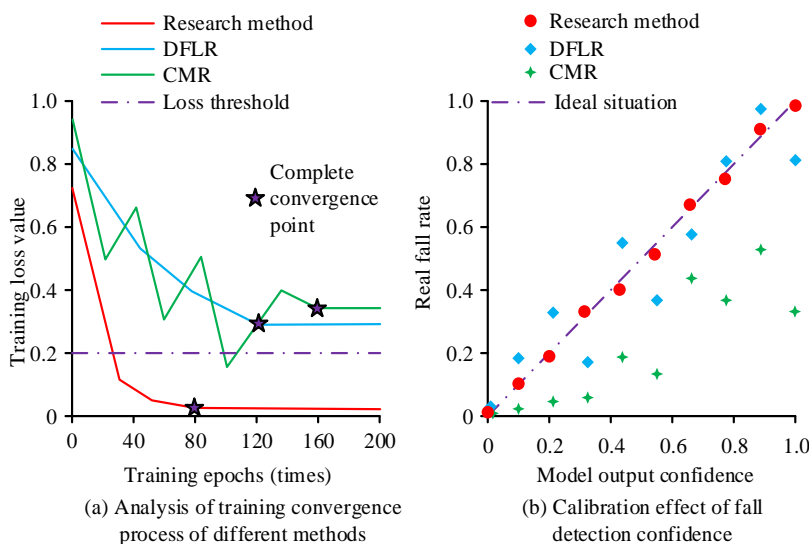 Research method
DFLR
CMR
Loss threshold
Complete
convergence
point
Training loss value
1.0
0.8
0.6
0.4
0.2
0
0
40
80
120
160
200
Training epochs (times)
(a) Analysis of training convergence
process of different methods
Research method
DFLR
CMR
Ideal situation
Real fall rate
1.0
0.8
0.6
0.4
0.2
0
0
0.2
0.4
0.6
0.8
1.0
Model output confidence
(b) Calibration effect of fall
detection confidence